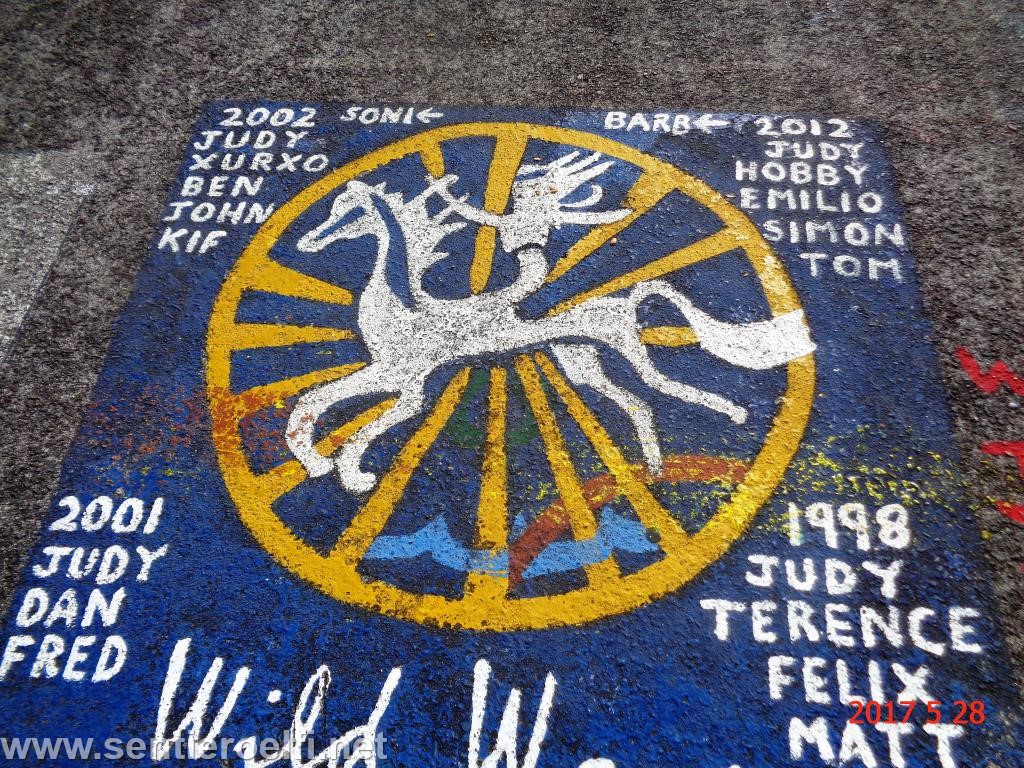 2002 SONI←
JUDY
XURXO
BEN
JOHN
KIF
BARB← 2012
JUDY
HOBBY
EMILIO
SIMON
TOM
2001
JUDY
DAN
FRED
1998
JUDY
TERENCE
FELIX
MATT
Wild
2017 5 28